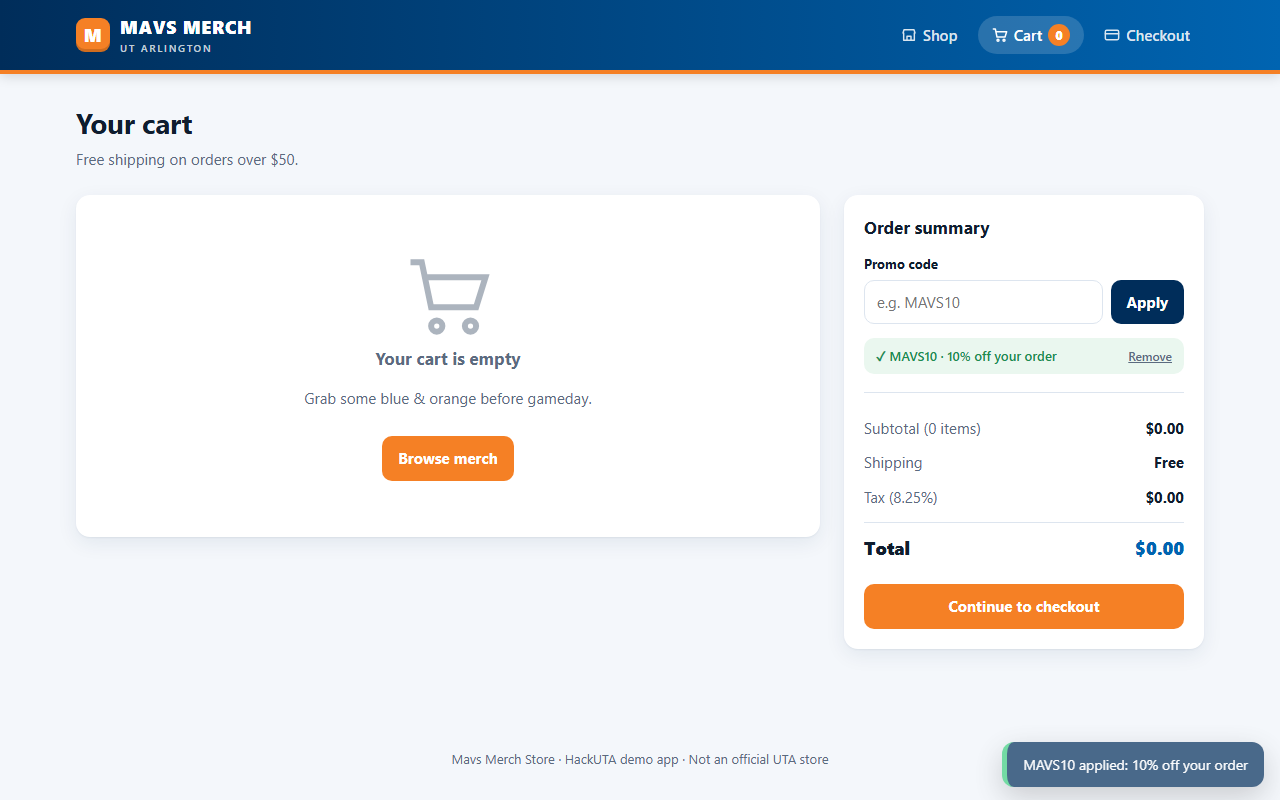 M
MAVS MERCH
UT ARLINGTON
Shop
Cart 0
Checkout
Your cart
Free shipping on orders over $50.
Your cart is empty
Grab some blue & orange before gameday.
Browse merch
Order summary
Promo code
e.g. MAVS10
Apply
✓ MAVS10 · 10% off your order
Remove
Subtotal (0 items) $0.00
Shipping Free
Tax (8.25%) $0.00
Total $0.00
Continue to checkout
Mavs Merch Store · HackUTA demo app · Not an official UTA store
MAVS10 applied: 10% off your order